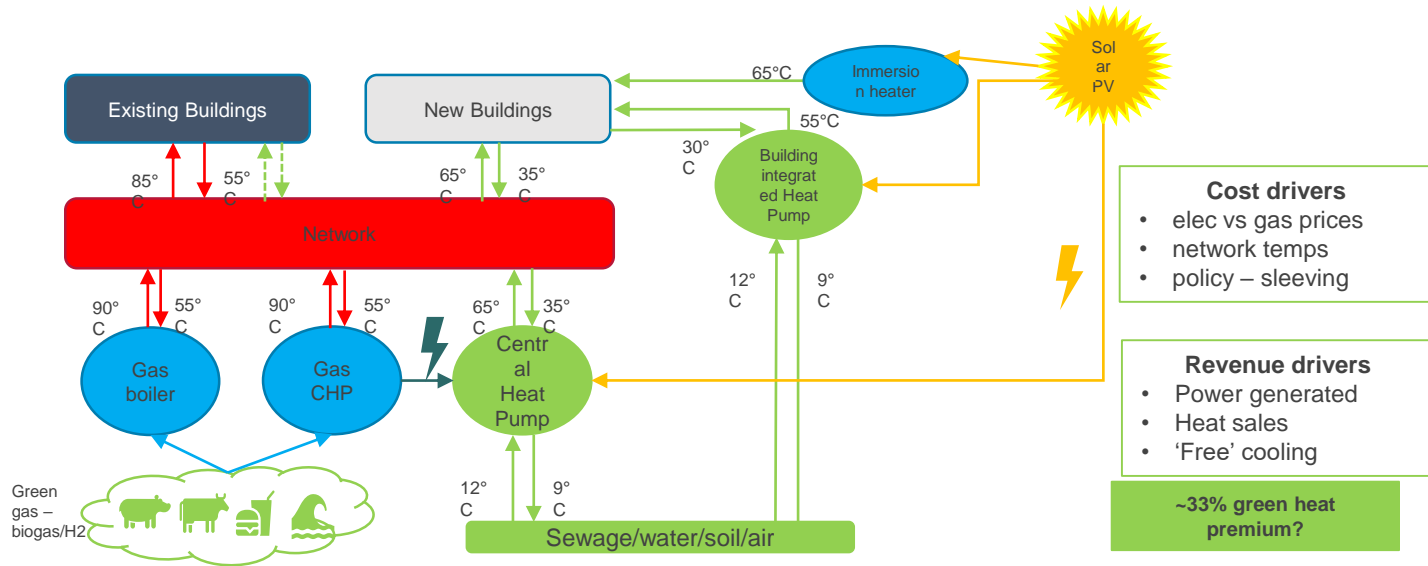 Sol
ar
PV
65°C
Immersio
n heater
Existing Buildings
New Buildings
55°C
30°
C
Building
integrat
ed Heat
Pump
85°
C
55°
C
65°
C
35°
C
Network
Cost drivers
• elec vs gas prices
• network temps
• policy – sleeving
12°
C
9°
C
90°
C
55°
C
90°
C
55°
C
65°
C
35°
C
Gas
boiler
Gas
CHP
Centr
al
Heat
Pump
Revenue drivers
• Power generated
• Heat sales
• ‘Free’ cooling
Green
gas –
biogas/H2
12°
C
9°
C
~33% green heat
premium?
Sewage/water/soil/air